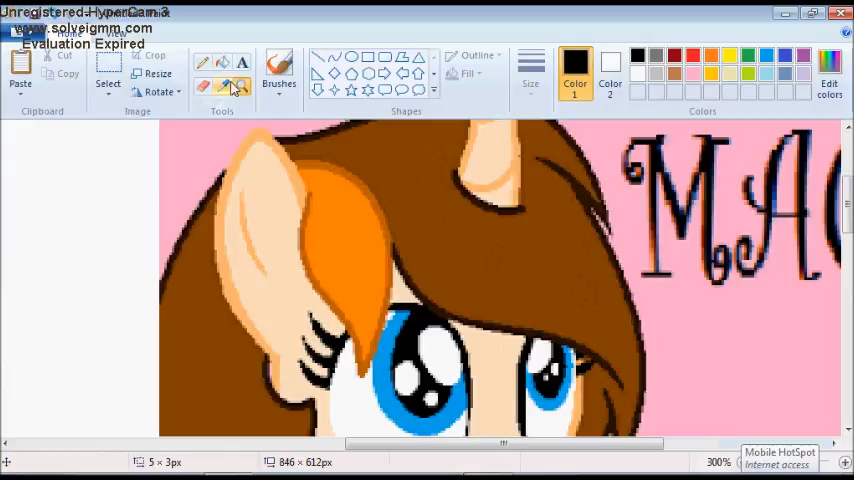 Unregistered HyperCam 3
www.solveigmm.com
Evaluation Expired
Paint
Home
Paste
Cut
Copy
Clipboard
Select
Crop
Resize
Rotate
Image
A
Tools
Brushes
Shapes
Outline
Fill
Size
Color 1
Color 2
Colors
Edit colors
MA
5 × 3px
846 × 612px
300%
Mobile HotSpot
Internet access